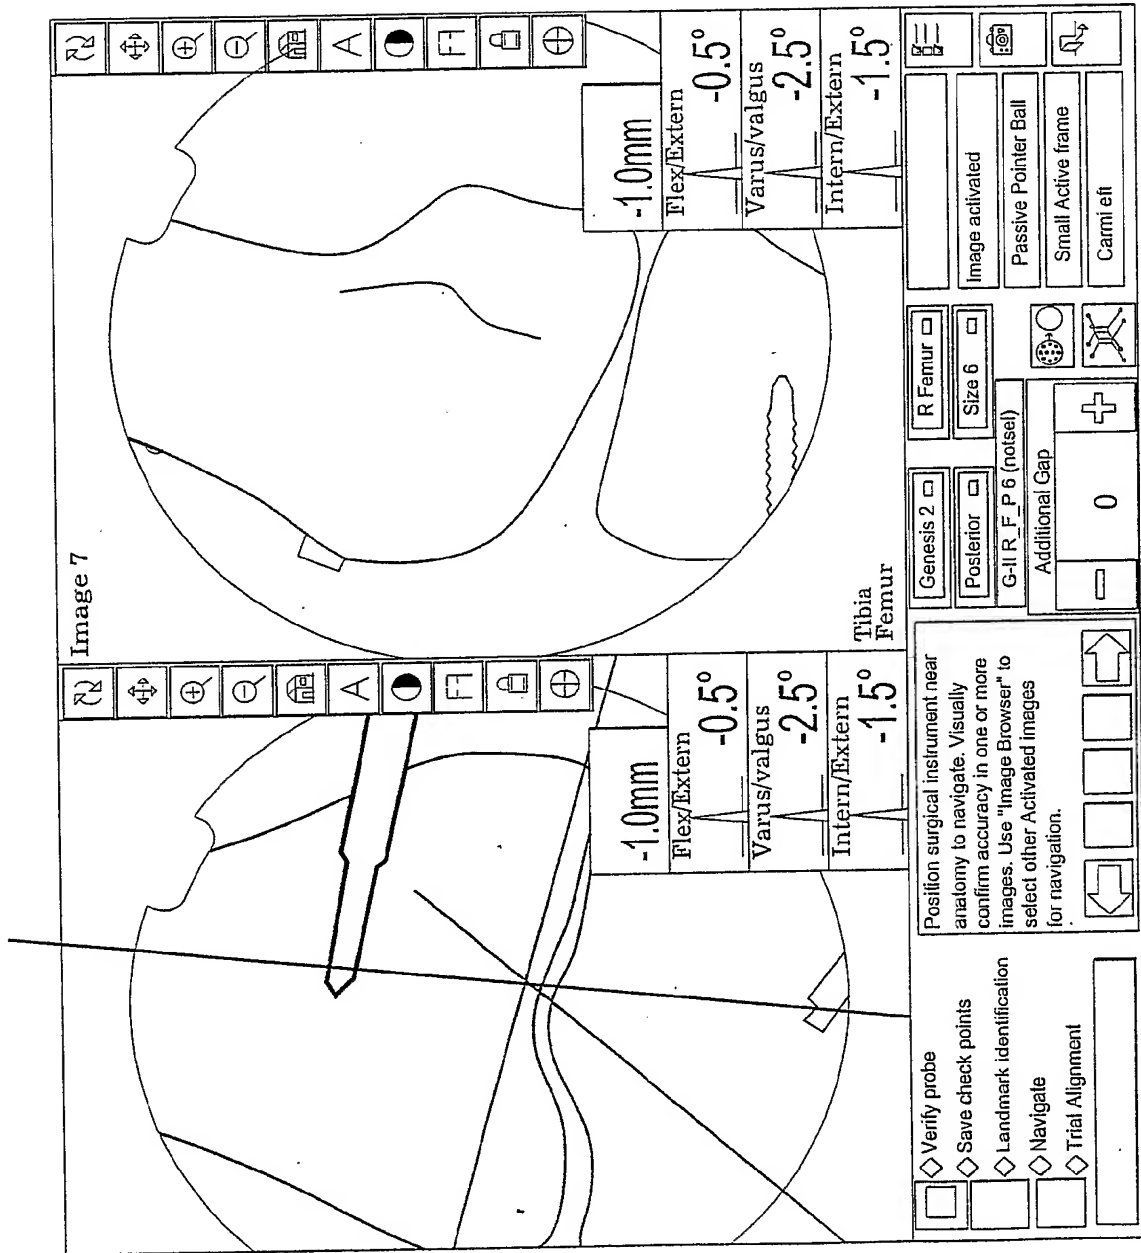 Image 7
A
A
-1.0mm
Flex/Extern
-0.5°
Varus/valgus
-2.5°
Intern/Extern
-1.5°
-1.0mm
Flex/Extern
-0.5°
Varus/valgus
-2.5°
Intern/Extern
-1.5°
Tibia
Femur
Verify probe
Save check points
Landmark identification
Navigate
Trial Alignment
Position surgical instrument near
anatomy to navigate. Visually
confirm accuracy in one or more
images. Use "Image Browser" to
select other Activated Images
for navigation.
Genesis 2
R Femur
Posterior
Size 6
G-II R_F_P 6 (notsel)
Additional Gap
0
Image activated
Passive Pointer Ball
Small Active frame
Carmi eft